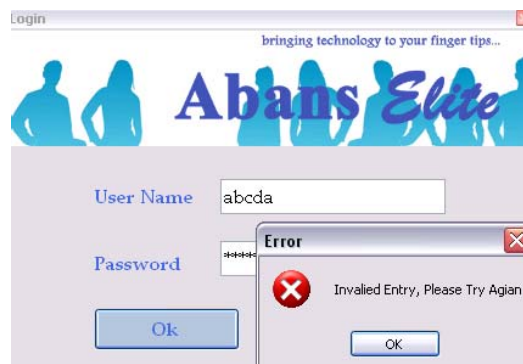 Login
bringing technology to your finger tips...
Abans Elite
User Name abcda
Error
Password *****
Invalied Entry, Please Try Agian
Ok
OK